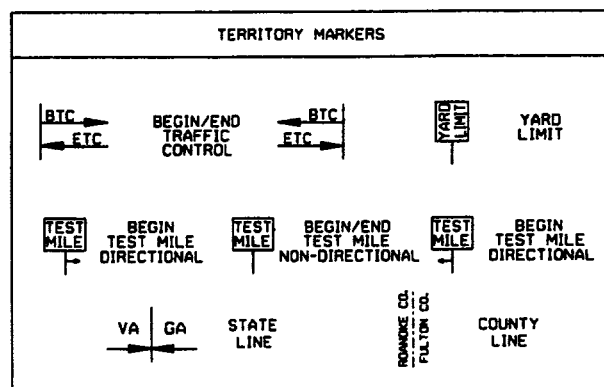 TERRITORY MARKERS
BTC
ETC
BEGIN/END
TRAFFIC
CONTROL
BTC
ETC
YARD
LIMIT
YARD
LIMIT
TEST
MILE
BEGIN
TEST MILE
DIRECTIONAL
TEST
MILE
BEGIN/END
TEST MILE
NON-DIRECTIONAL
TEST
MILE
BEGIN
TEST MILE
DIRECTIONAL
VA
GA
STATE
LINE
ROANOKE CO.
FULTON CO.
COUNTY
LINE